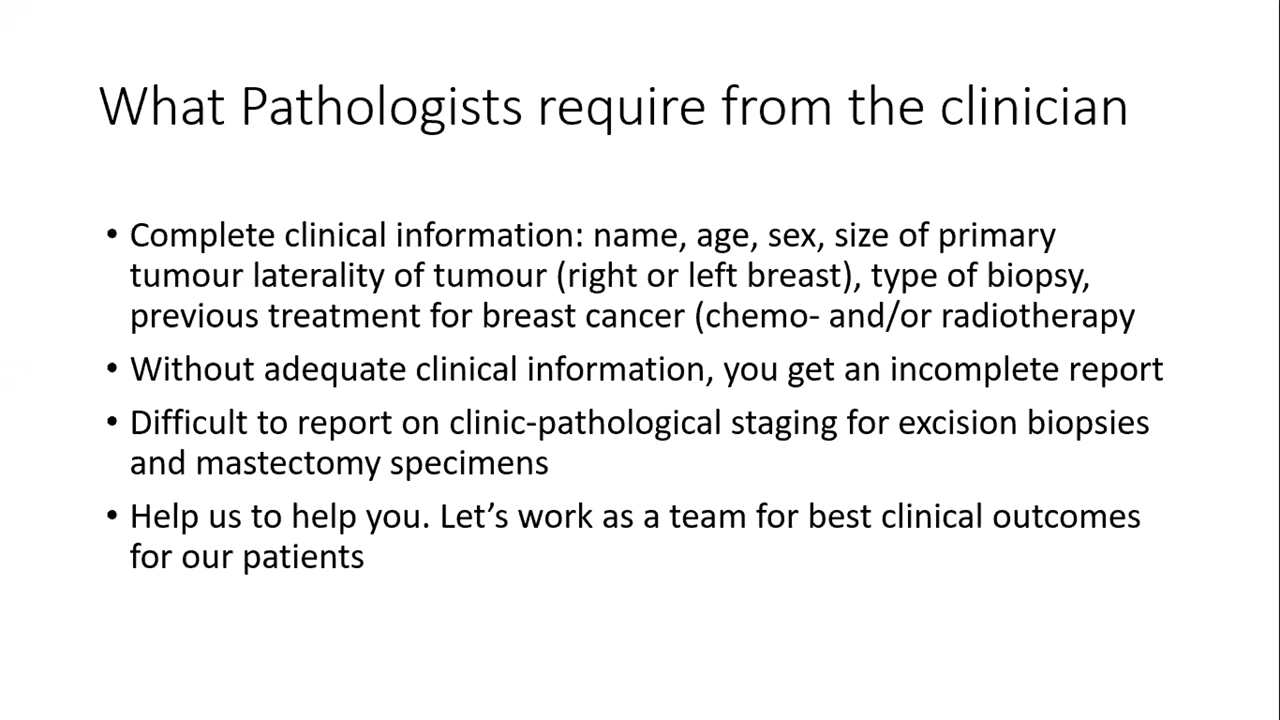 What Pathologists require from the clinician
• Complete clinical information: name, age, sex, size of primary
tumour laterality of tumour (right or left breast), type of biopsy,
previous treatment for breast cancer (chemo- and/or radiotherapy
• Without adequate clinical information, you get an incomplete report
• Difficult to report on clinic-pathological staging for excision biopsies
and mastectomy specimens
• Help us to help you. Let’s work as a team for best clinical outcomes
for our patients